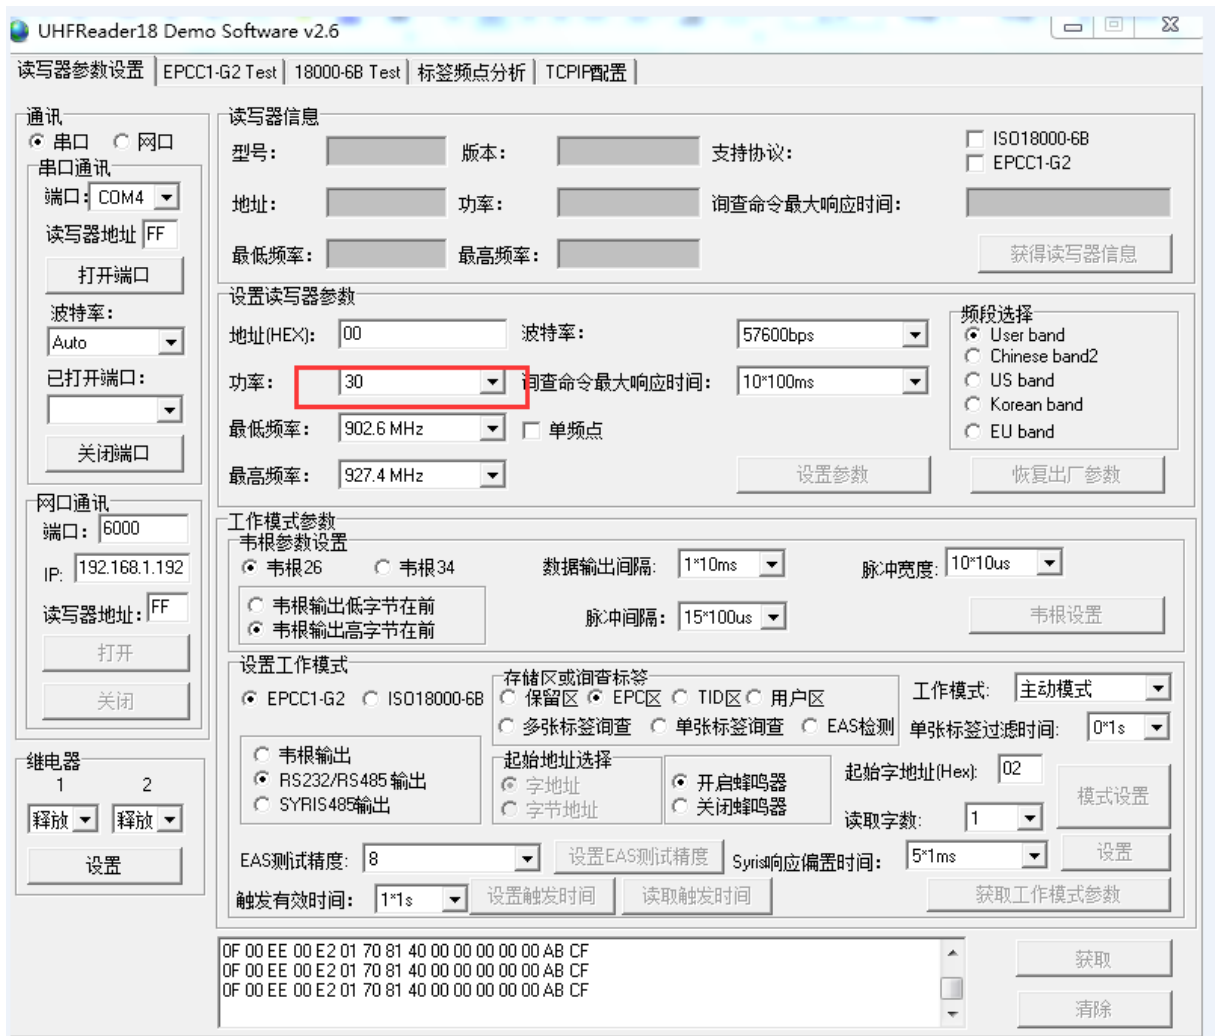 UHFReader18 Demo Software v2.6
读写器参数设置 EPCC1-G2 Test 18000-6B Test 标签频点分析 TCPIP配置
通讯
串口 网口
串口通讯
端口: COM4
读写器地址 FF
打开端口
波特率:
Auto
已打开端口:
关闭端口
网口通讯
端口: 6000
IP: 192.168.1.192
读写器地址: FF
打开
关闭
继电器
1 2
释放 释放
设置
读写器信息
型号: 版本: 支持协议: ISO18000-6B
EPCC1-G2
地址: 功率: 询查命令最大响应时间:
最低频率: 最高频率: 获得读写器信息
设置读写器参数
地址(HEX): 00 波特率: 57600bps
功率: 30 询查命令最大响应时间: 10*100ms
最低频率: 902.6 MHz 单频点
最高频率: 927.4 MHz 设置参数 恢复出厂参数
频段选择
User band
Chinese band2
US band
Korean band
EU band
工作模式参数
韦根参数设置
韦根26 韦根34 数据输出间隔: 1*10ms 脉冲宽度: 10*10us
韦根输出低字节在前
韦根输出高字节在前
脉冲间隔: 15*100us 韦根设置
设置工作模式
EPCC1-G2 ISO18000-6B
存储区或询查标签
保留区 EPC区 TID区 用户区
多张标签询查 单张标签询查 EAS检测
工作模式: 主动模式
单张标签过滤时间: 0*1s
韦根输出
RS232/RS485输出
SYRIS485输出
起始地址选择
字地址
字节地址
开启蜂鸣器
关闭蜂鸣器
起始字地址(Hex): 02
读取字数: 1
模式设置
EAS测试精度: 8 设置EAS测试精度 Syris响应偏置时间: 5*1ms 设置
触发有效时间: 1*1s 设置触发时间 读取触发时间 获取工作模式参数
0F 00 EE 00 E2 01 70 81 40 00 00 00 00 00 AB CF
0F 00 EE 00 E2 01 70 81 40 00 00 00 00 00 AB CF
0F 00 EE 00 E2 01 70 81 40 00 00 00 00 00 AB CF
获取
清除